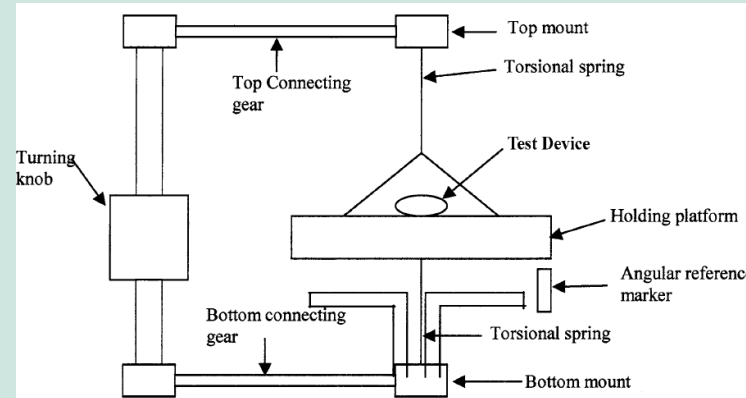 Top mount
Torsional spring
Top Connecting
gear
Test Device
Turning
knob
Holding platform
Angular reference
marker
Bottom connecting
gear
Torsional spring
Bottom mount